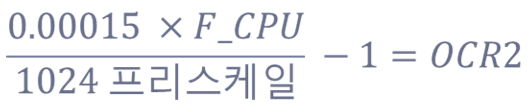 0.00015 × F_CPU
1024 프리스케일
− 1 = OCR2